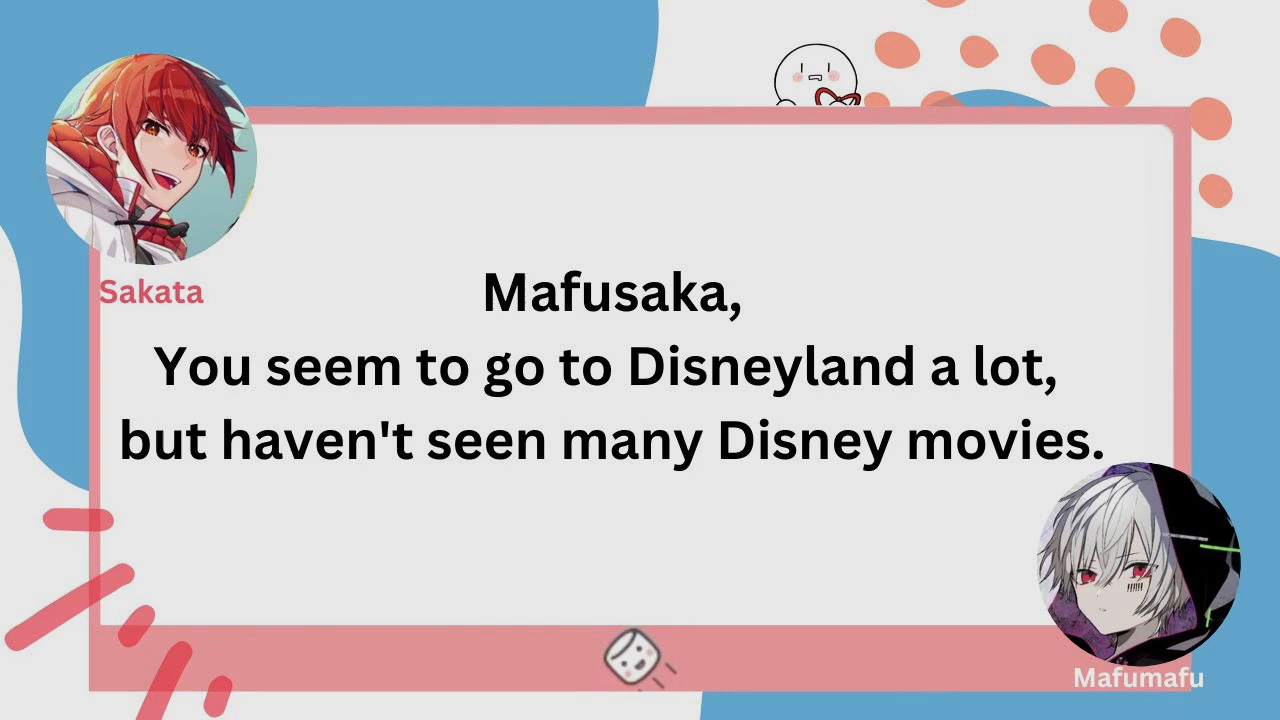 Sakata
Mafusaka,
You seem to go to Disneyland a lot,
but haven't seen many Disney movies.
Mafumafu